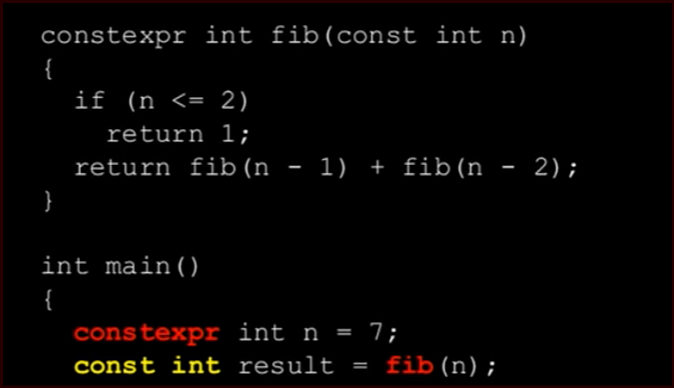 constexpr int fib(const int n)
{
  if (n <= 2)
    return 1;
  return fib(n - 1) + fib(n - 2);
}

int main()
{
  constexpr int n = 7;
  const int result = fib(n);